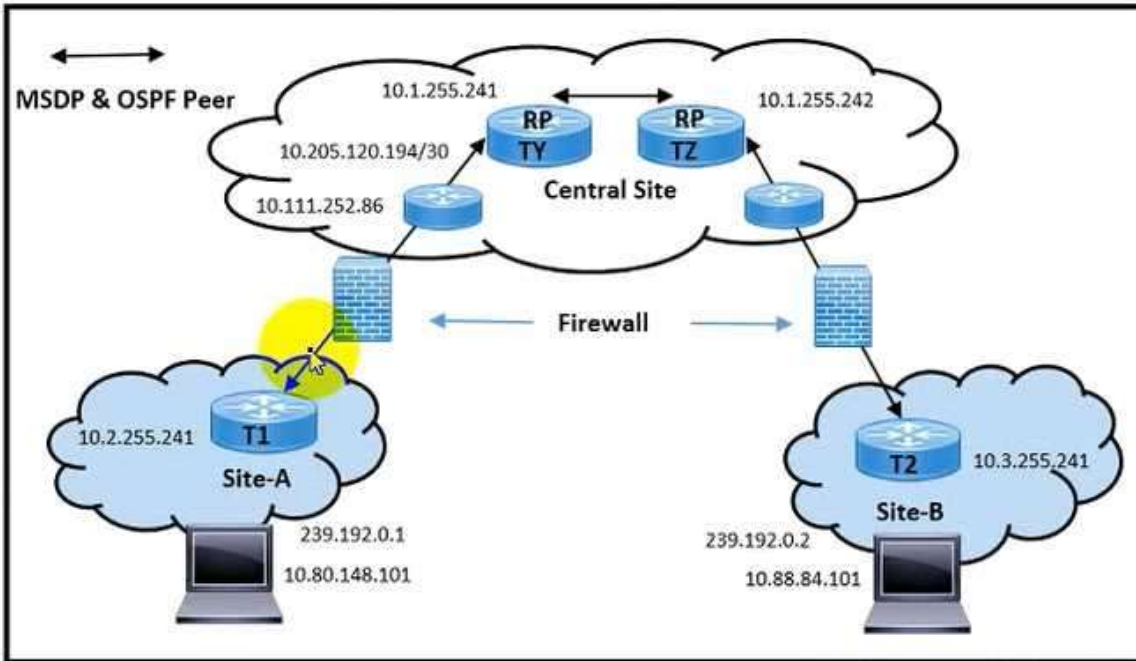 MSDP & OSPF Peer
10.1.255.241
RP
TY
RP
TZ
10.1.255.242
10.205.120.194/30
Central Site
10.111.252.86
Firewall
10.2.255.241
T1
Site-A
T2
10.3.255.241
Site-B
239.192.0.1
10.80.148.101
239.192.0.2
10.88.84.101